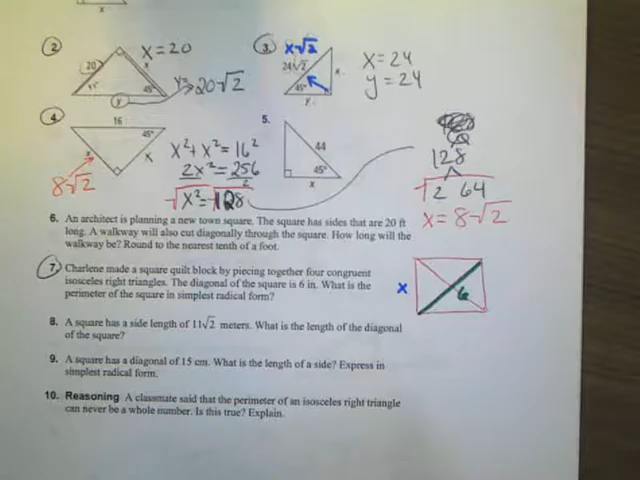 x
2
20
x
45°
45°
y
x = 20
y = 20√2
3.
x√2
24√2
x
45°
y
x = 24
y = 24
4
16
45°
x
x
8√2
x² + x² = 16²
2x² = 256
2
√x² = √128
5.
44
45°
x
128
√2 64
x = 8√2
6. An architect is planning a new town square. The square has sides that are 20 ft
long. A walkway will also cut diagonally through the square. How long will the
walkway be? Round to the nearest tenth of a foot.
7. Charlene made a square quilt block by piecing together four congruent
isosceles right triangles. The diagonal of the square is 6 in. What is the
perimeter of the square in simplest radical form?
x
6
8. A square has a side length of 11√2 meters. What is the length of the diagonal
of the square?
9. A square has a diagonal of 15 cm. What is the length of a side? Express in
simplest radical form.
10. Reasoning A classmate said that the perimeter of an isosceles right triangle
can never be a whole number. Is this true? Explain.